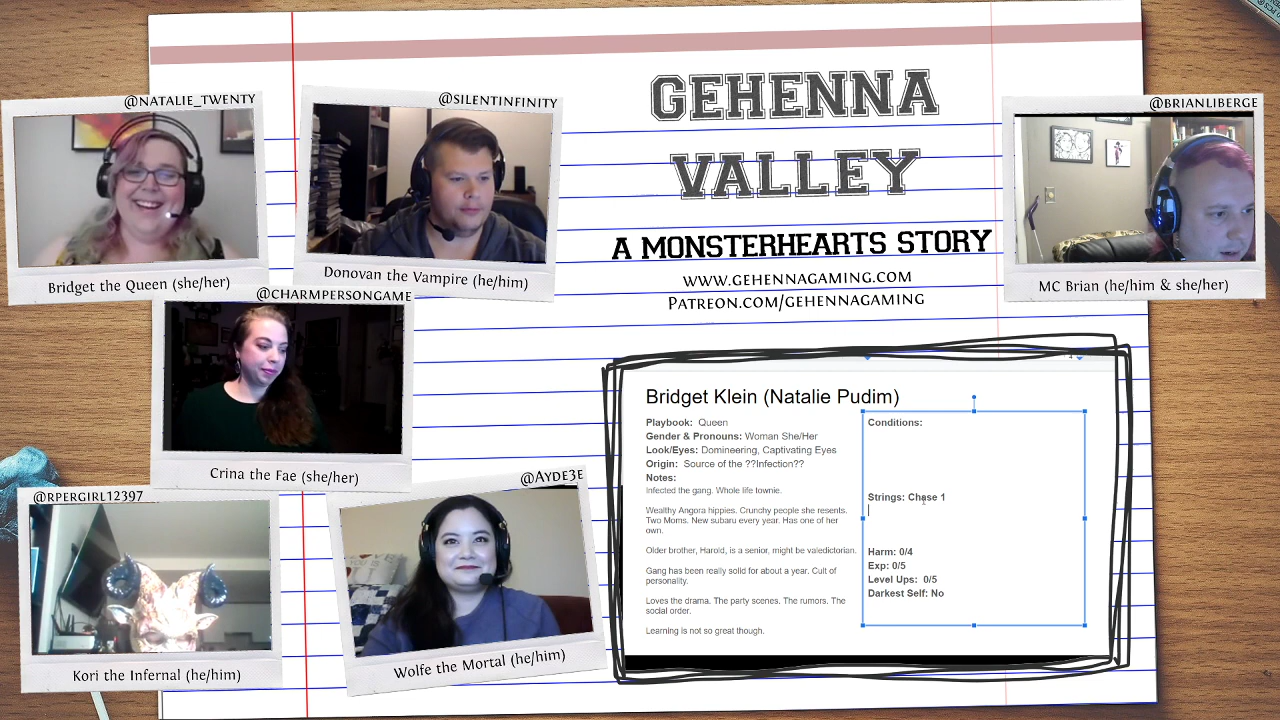 @NATALIE_TWENTY
Bridget the Queen (she/her)
@SILENTINFINITY
Donovan the Vampire (he/him)
GEHENNA
VALLEY
A MONSTERHEARTS STORY
WWW.GEHENNAGAMING.COM
PATREON.COM/GEHENNAGAMING
@BRIANLIBERGE
MC Brian (he/him & she/her)
@CHARMPERSONGAME
Crina the Fae (she/her)
@RPERGIRL12397
Kori the Infernal (he/him)
@AYDE3E
Wolfe the Mortal (he/him)
Bridget Klein (Natalie Pudim)
Playbook: Queen
Gender & Pronouns: Woman She/Her
Look/Eyes: Domineering, Captivating Eyes
Origin: Source of the ??Infection??
Notes:
Infected the gang. Whole life townie.
Wealthy Angora hippies. Crunchy people she resents.
Two Moms. New subaru every year. Has one of her
own.
Older brother, Harold, is a senior, might be valedictorian.
Gang has been really solid for about a year. Cult of
personality.
Loves the drama. The party scenes. The rumors. The
social order.
Learning is not so great though.
Conditions:
Strings: Chase 1
Harm: 0/4
Exp: 0/5
Level Ups: 0/5
Darkest Self: No